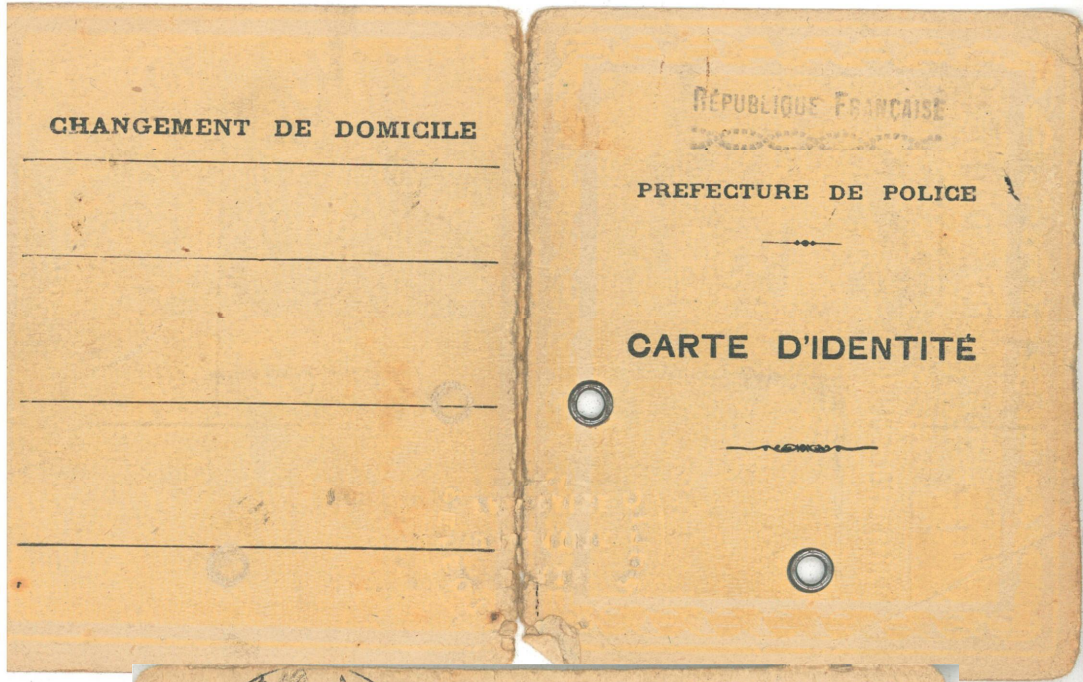 CHANGEMENT DE DOMICILE
RÉPUBLIQUE FRANÇAISE
PREFECTURE DE POLICE
CARTE D'IDENTITÉ